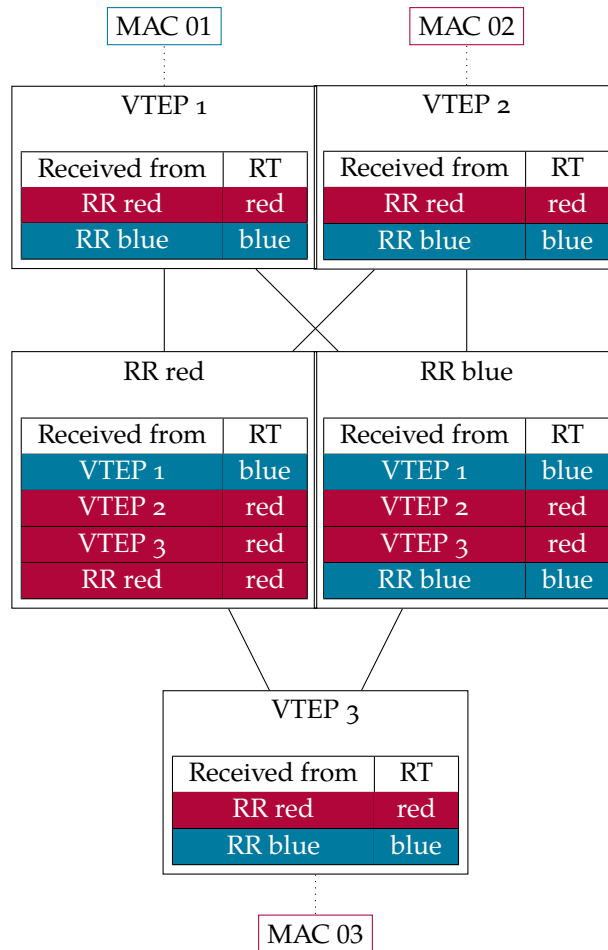 MAC 01
MAC 02
VTEP 1
Received from RT
RR red red
RR blue blue
VTEP 2
Received from RT
RR red red
RR blue blue
RR red
Received from RT
VTEP 1 blue
VTEP 2 red
VTEP 3 red
RR red red
RR blue
Received from RT
VTEP 1 blue
VTEP 2 red
VTEP 3 red
RR blue blue
VTEP 3
Received from RT
RR red red
RR blue blue
MAC 03